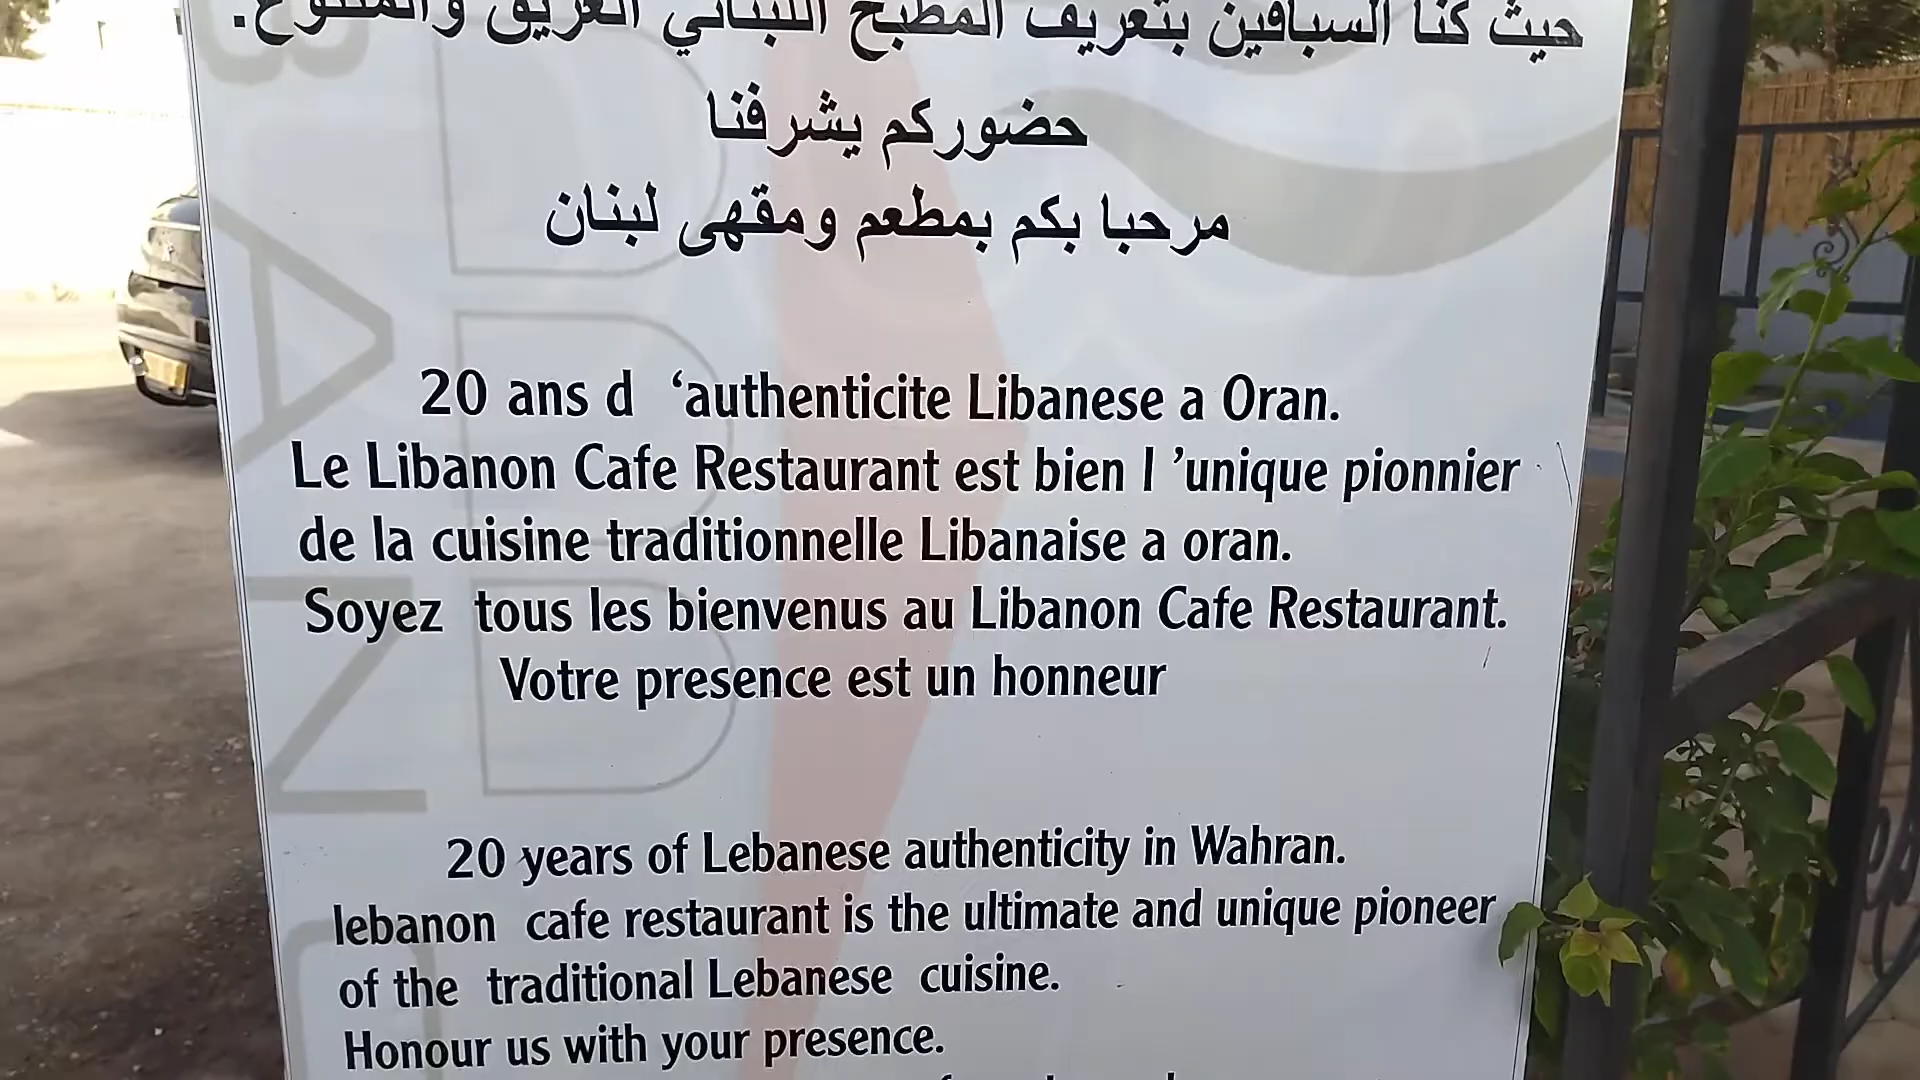 حيث كنا السباقين بتعريف المطبخ اللبناني العريق والمتنوع.
حضوركم يشرفنا
مرحبا بكم بمطعم ومقهى لبنان
20 ans d ‘authenticite Libanese a Oran.
Le Libanon Cafe Restaurant est bien l ’unique pionnier
de la cuisine traditionnelle Libanaise a oran.
Soyez tous les bienvenus au Libanon Cafe Restaurant.
Votre presence est un honneur
20 years of Lebanese authenticity in Wahran.
lebanon cafe restaurant is the ultimate and unique pioneer
of the traditional Lebanese cuisine.
Honour us with your presence.